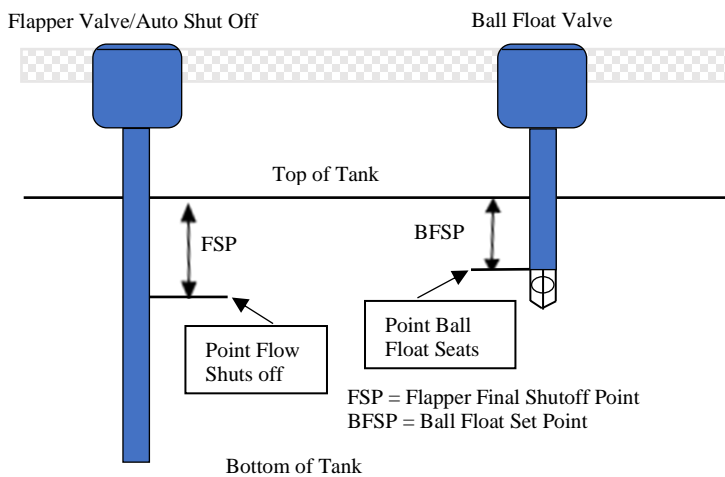 Flapper Valve/Auto Shut Off
Ball Float Valve
Top of Tank
FSP
BFSP
Point Flow
Shuts off
Point Ball
Float Seats
FSP = Flapper Final Shutoff Point
BFSP = Ball Float Set Point
Bottom of Tank